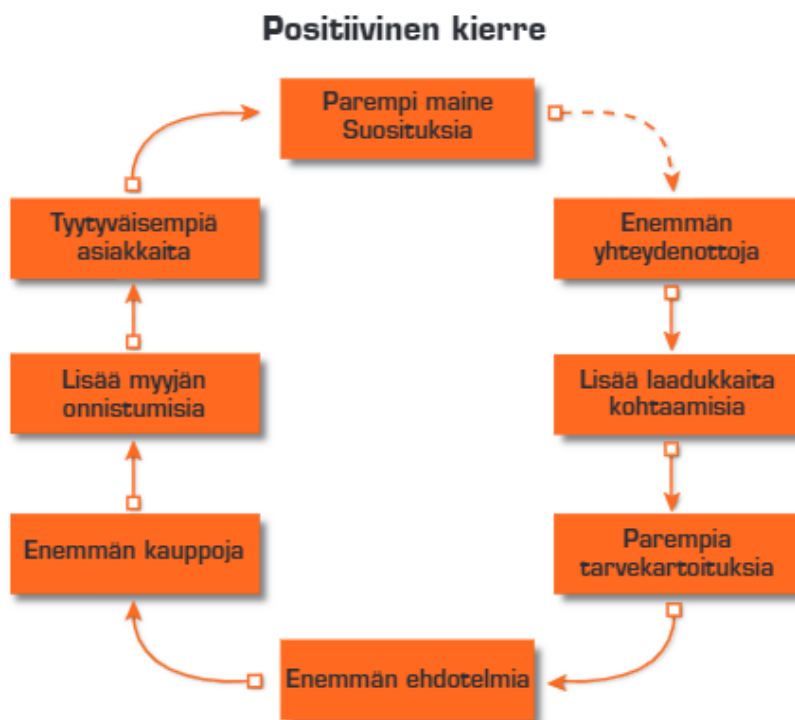 Positiivinen kierre
Parempi maine
Suosituksia
Enemmän
yhteydenottoja
Lisää laadukkaita
kohtaamisia
Parempia
tarvekartoituksia
Enemmän ehdotelmia
Enemmän kauppoja
Lisää myyjän
onnistumisia
Tyytyväisempiä
asiakkaita